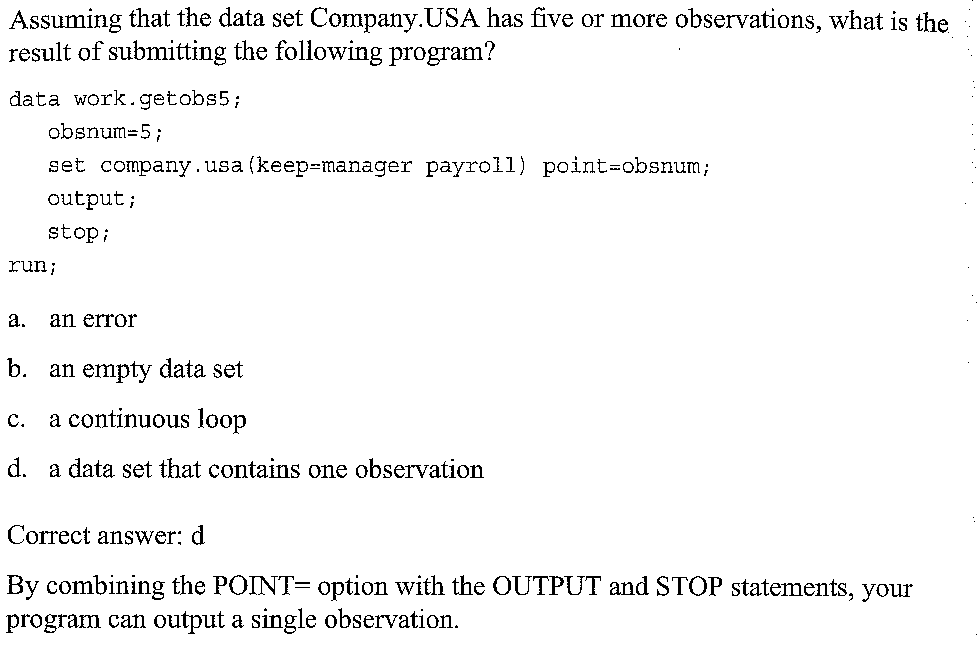 Assuming that the data set Company.USA has five or more observations, what is the
result of submitting the following program?
data work.getobs5;
obsnum=5;
set company.usa(keep=manager payroll) point=obsnum;
output;
stop;
run;
a. an error
b. an empty data set
c. a continuous loop
d. a data set that contains one observation
Correct answer: d
By combining the POINT= option with the OUTPUT and STOP statements, your
program can output a single observation.